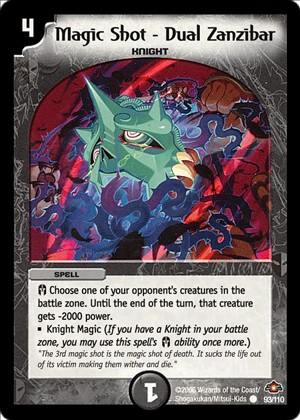 4
Magic Shot - Dual Zanzibar
KNIGHT
SPELL
Choose one of your opponent's creatures in the
battle zone. Until the end of the turn, that creature
gets -2000 power.
▪ Knight Magic (If you have a Knight in your battle
zone, you may use this spell's ability once more.)
"The 3rd magic shot is the magic shot of death. It sucks the life out
of its victim making them wither and die."
1
©2006 Wizards of the Coast/
Shogakukan/Mitsui-Kids
93/110